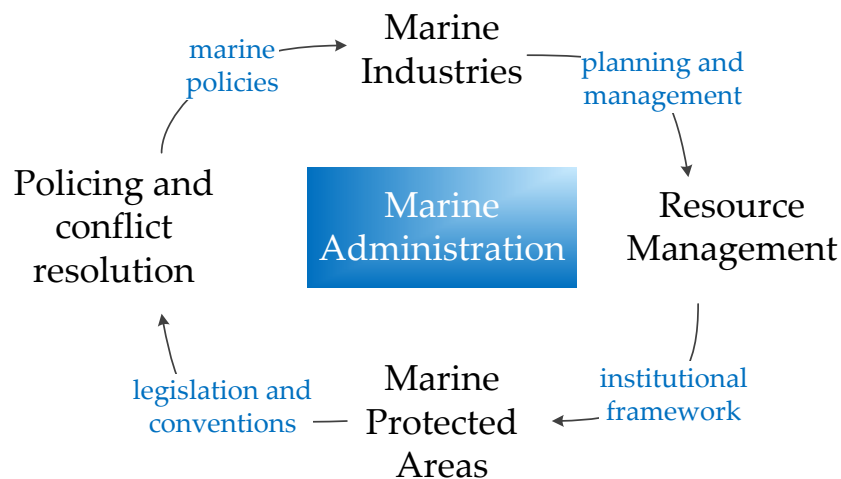 Marine
Industries
marine
policies
planning and
management
Policing and
conflict
resolution
Marine
Administration
Resource
Management
legislation and
conventions
Marine
Protected
Areas
institutional
framework